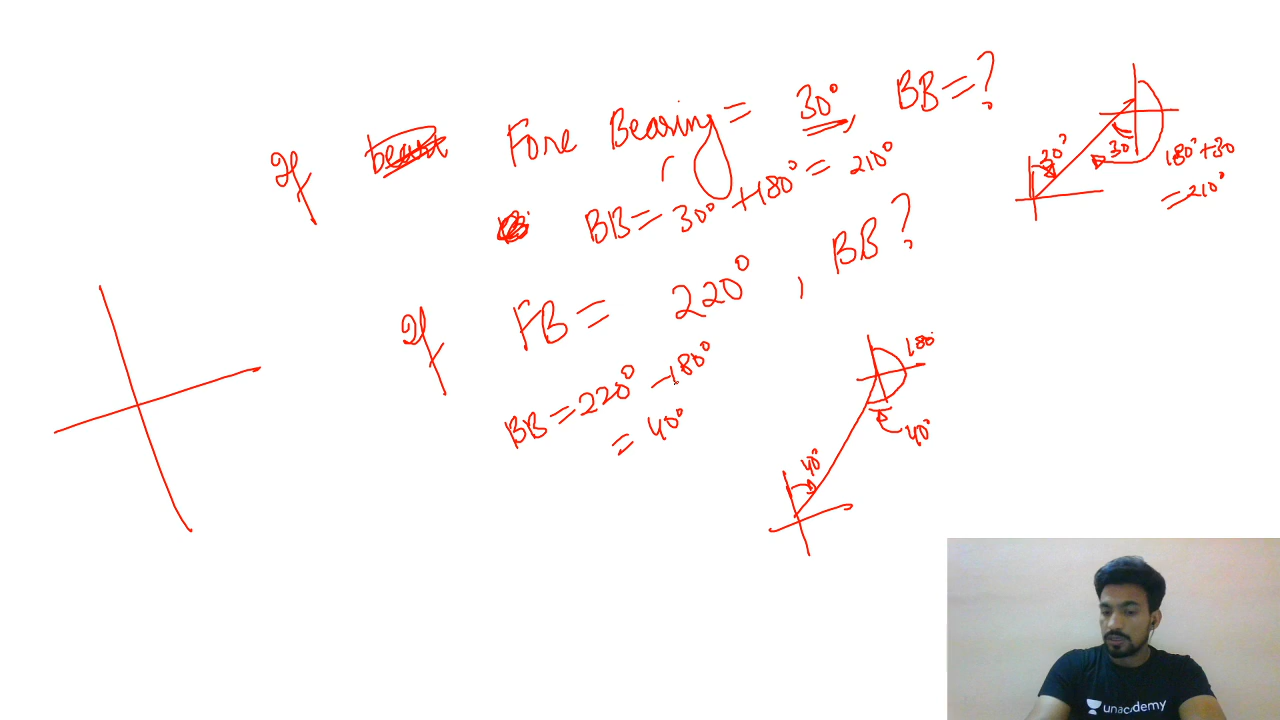 If Fore Bearing = 30°, BB = ?
BB = 30° + 180° = 210°
If FB = 220°, BB ?
BB = 220° - 180°
= 40°
30°
30
180° + 30
= 210°
180°
40°
40°
unacademy